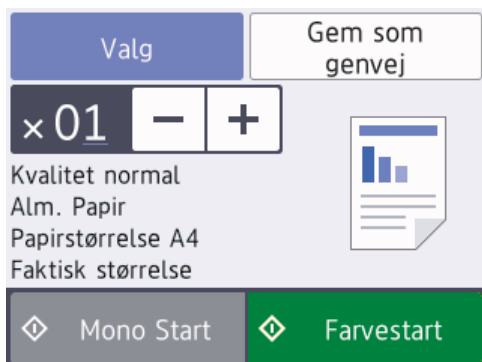 Valg
Gem som
genvej
×01
− +
Kvalitet normal
Alm. Papir
Papirstørrelse A4
Faktisk størrelse
Mono Start
Farvestart